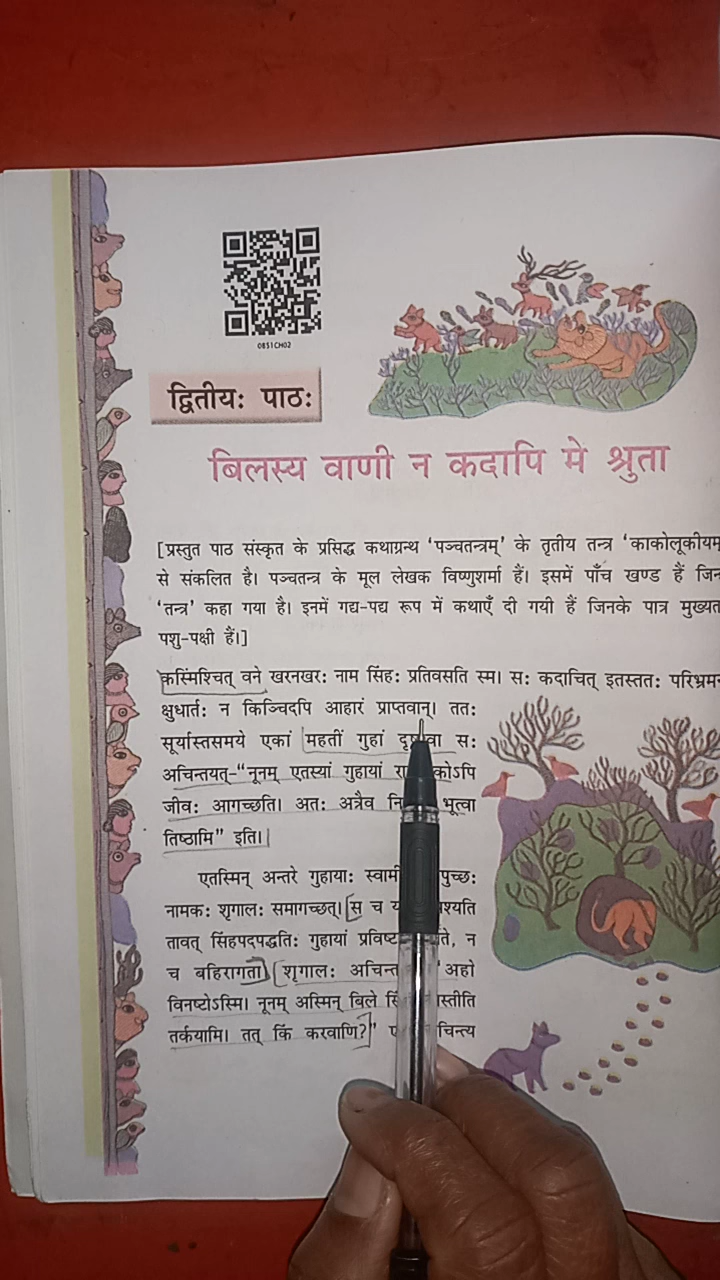 0851CH02
द्वितीयः पाठः
बिलस्य वाणी न कदापि मे श्रुता
[प्रस्तुत पाठ संस्कृत के प्रसिद्ध कथाग्रन्थ ‘पञ्चतन्त्रम्’ के तृतीय तन्त्र ‘काकोलूकीयम
से संकलित है। पञ्चतन्त्र के मूल लेखक विष्णुशर्मा हैं। इसमें पाँच खण्ड हैं जिन
‘तन्त्र’ कहा गया है। इनमें गद्य-पद्य रूप में कथाएँ दी गयी हैं जिनके पात्र मुख्यत
पशु-पक्षी हैं।]
कस्मिंश्चित् वने खरनखरः नाम सिंहः प्रतिवसति स्म। सः कदाचित् इतस्ततः परिभ्रमन
क्षुधार्तः न किञ्चिदपि आहारं प्राप्तवान्। ततः
सूर्यास्तसमये एकां महतीं गुहां दृष्ट्वा सः
अचिन्तयत्-“नूनम् एतस्यां गुहायां कोऽपि
जीवः आगच्छति। अतः अत्रैव भूत्वा
तिष्ठामि” इति।
एतस्मिन् अन्तरे गुहायाः पुच्छः
नामकः शृगालः समागच्छत्। स च
तावत् सिंहपदपद्धतिः गुहायां न
च बहिरागता। शृगालः “अहो
विनष्टोऽस्मि। नूनम् अस्मिन् बिले
तर्कयामि। तत् किं करवाणि?”